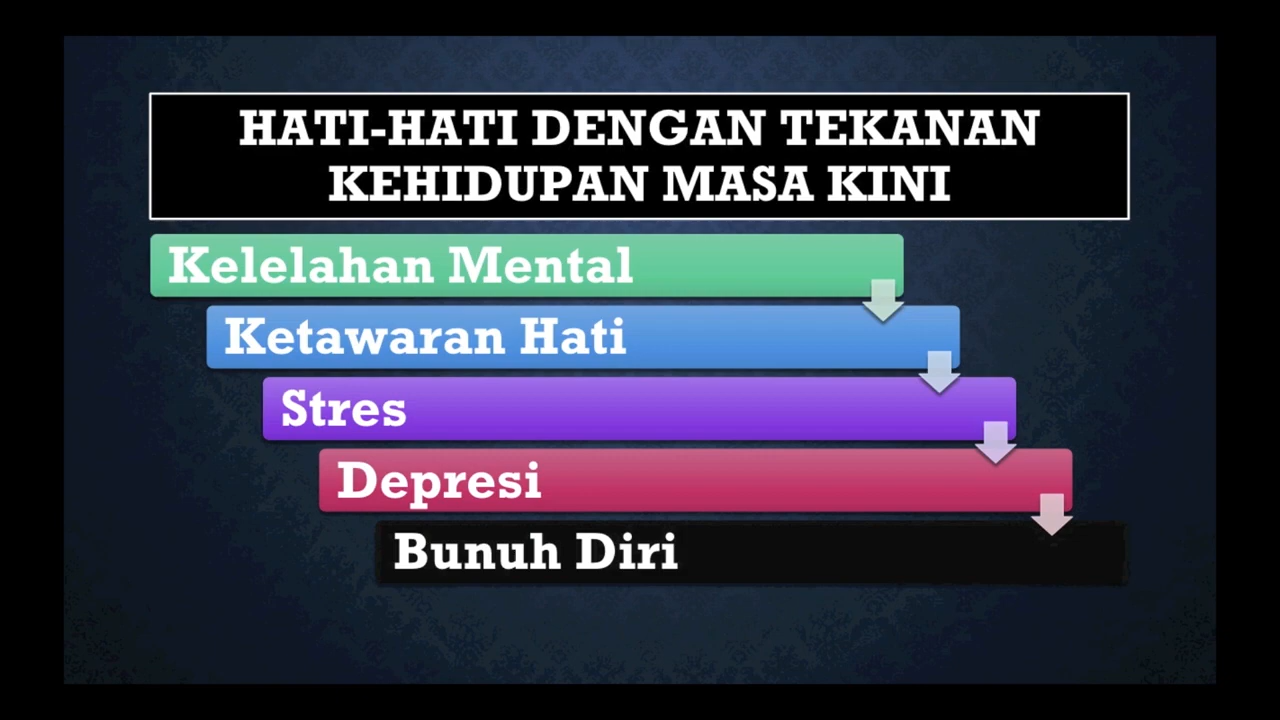 HATI-HATI DENGAN TEKANAN
KEHIDUPAN MASA KINI
Kelelahan Mental
Ketawaran Hati
Stres
Depresi
Bunuh Diri